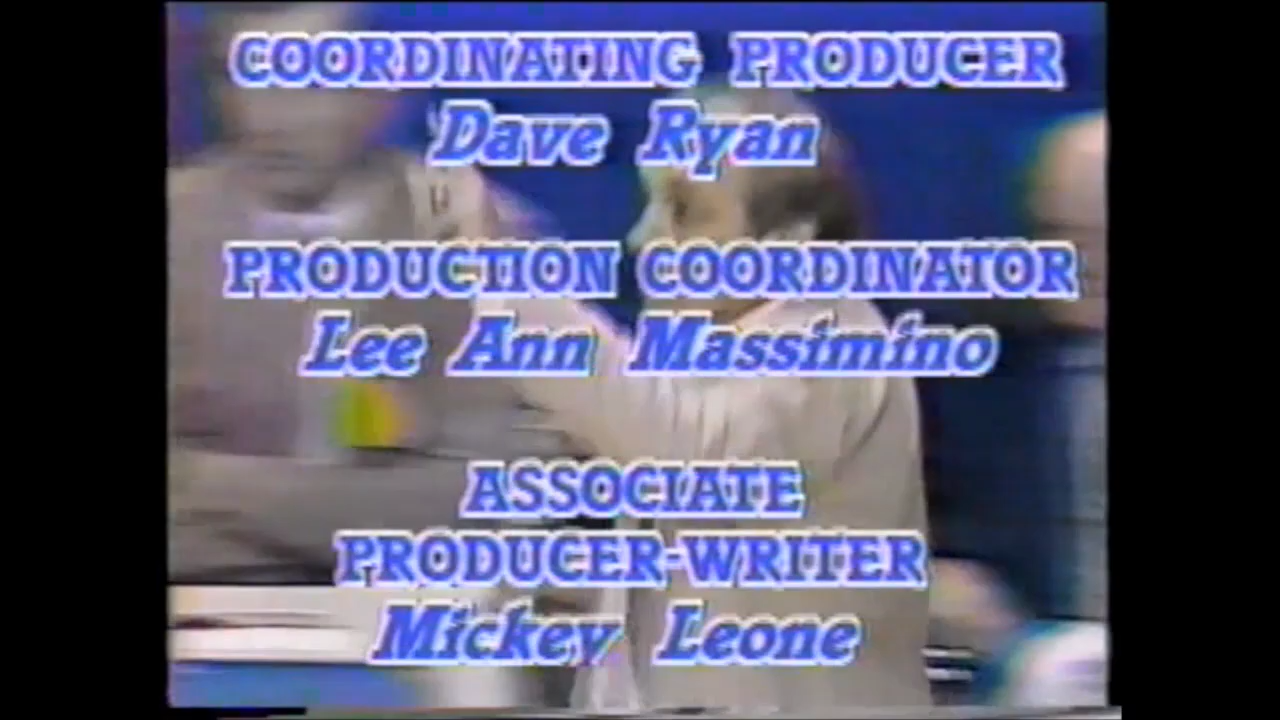 COORDINATING PRODUCER
Dave Ryan
PRODUCTION COORDINATOR
Lee Ann Massimino
ASSOCIATE
PRODUCER-WRITER
Mickey Leone